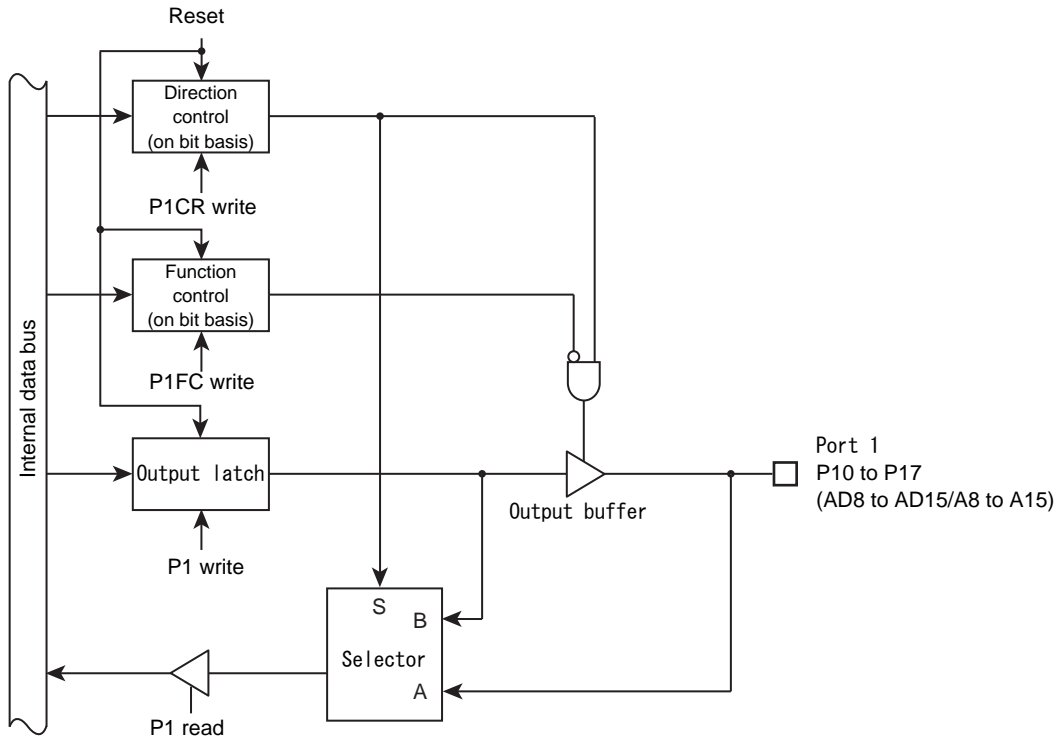 Reset
Direction
control
(on bit basis)
P1CR write
Function
control
(on bit basis)
P1FC write
Internal data bus
Output latch
P1 write
Output buffer
Port 1
P10 to P17
(AD8 to AD15/A8 to A15)
S
B
Selector
A
P1 read